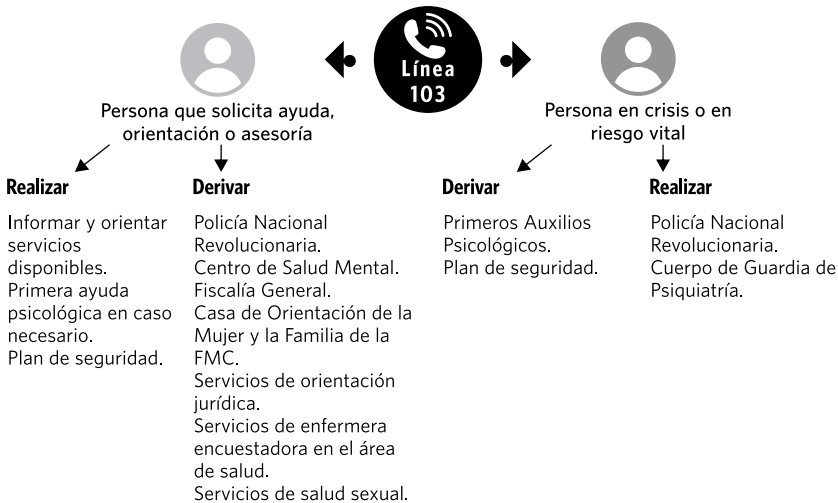 Línea
103
Persona que solicita ayuda,
orientación o asesoría
Realizar
Informar y orientar
servicios
disponibles.
Primera ayuda
psicológica en caso
necesario.
Plan de seguridad.
Derivar
Policía Nacional
Revolucionaria.
Centro de Salud Mental.
Fiscalía General.
Casa de Orientación de la
Mujer y la Familia de la
FMC.
Servicios de orientación
jurídica.
Servicios de enfermera
encuestadora en el área
de salud.
Servicios de salud sexual.
Persona en crisis o en
riesgo vital
Derivar
Primeros Auxilios
Psicológicos.
Plan de seguridad.
Realizar
Policía Nacional
Revolucionaria.
Cuerpo de Guardia de
Psiquiatría.